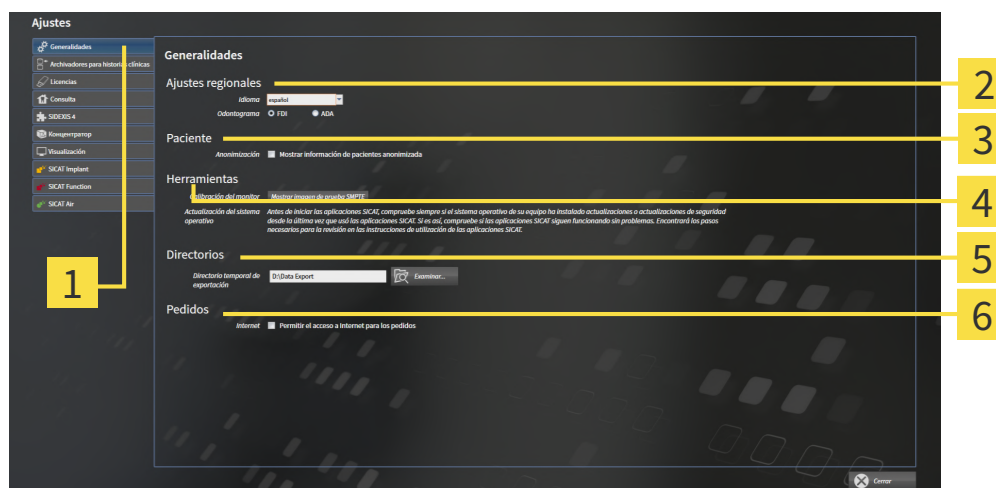 Ajustes
Generalidades
Archivadores para historias clínicas
Licencias
Consulta
SIDEXIS 4
Концентратор
Visualización
SICAT Implant
SICAT Function
SICAT Air
1
Generalidades
Ajustes regionales
2
Idioma español
Odontograma FDI ADA
Paciente
3
Anonimización Mostrar información de pacientes anonimizada
Herramientas
4
Calibración del monitor Mostrar imagen de prueba SMPTE
Actualización del sistema operativo
Antes de iniciar las aplicaciones SICAT, compruebe siempre si el sistema operativo de su equipo ha instalado actualizaciones o actualizaciones de seguridad
desde la última vez que usó las aplicaciones SICAT. Si es así, compruebe si las aplicaciones SICAT siguen funcionando sin problemas. Encontrará los pasos
necesarios para la revisión en las instrucciones de utilización de las aplicaciones SICAT.
Directorios
5
Directorio temporal de exportación
D:\Data Export Examinar...
Pedidos
6
Internet Permitir el acceso a Internet para los pedidos
Cerrar